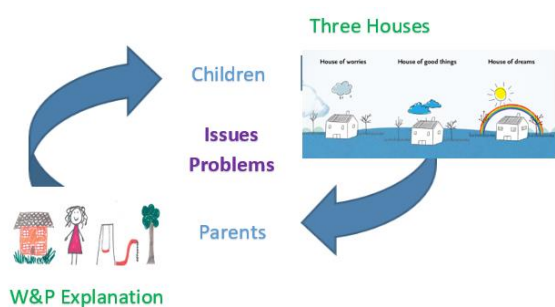 Three Houses
House of worries
House of good things
House of dreams
Children
Issues
Problems
Parents
W&P Explanation